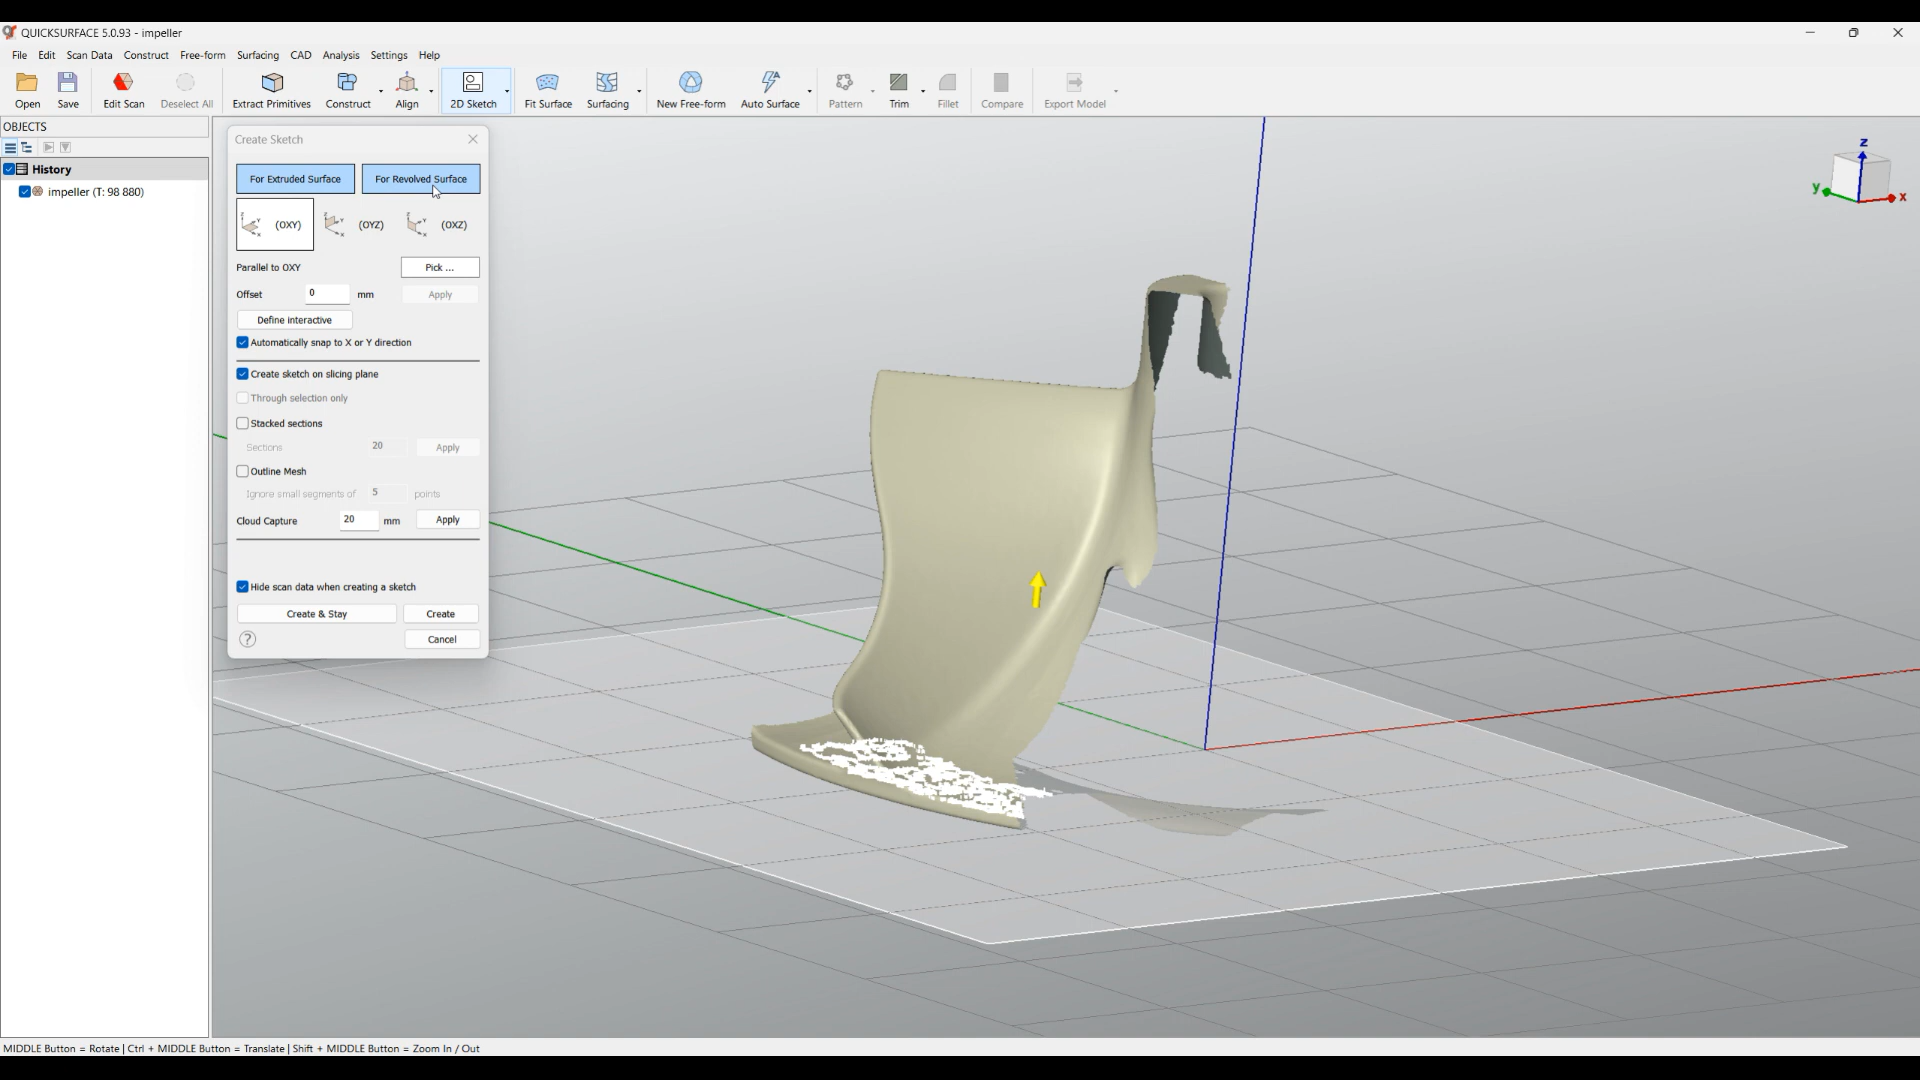 QUICKSURFACE 5.0.93 - impeller
File Edit Scan Data Construct Free-form Surfacing CAD Analysis Settings Help
Open Save Edit Scan Deselect All Extract Primitives Construct Align 2D Sketch Fit Surface Surfacing New Free-form Auto Surface Pattern Trim Fillet Compare Export Model
OBJECTS
History
impeller (T: 98 880)
Create Sketch
For Extruded Surface For Revolved Surface
(OXY) (OYZ) (OXZ)
Parallel to OXY Pick ...
Offset 0 mm Apply
Define interactive
Automatically snap to X or Y direction
Create sketch on slicing plane
Through selection only
Stacked sections
Sections 20 Apply
Outline Mesh
Ignore small segments of 5 points
Cloud Capture 20 mm Apply
Hide scan data when creating a sketch
Create & Stay Create
? Cancel
z
y x
MIDDLE Button = Rotate | Ctrl + MIDDLE Button = Translate | Shift + MIDDLE Button = Zoom In / Out